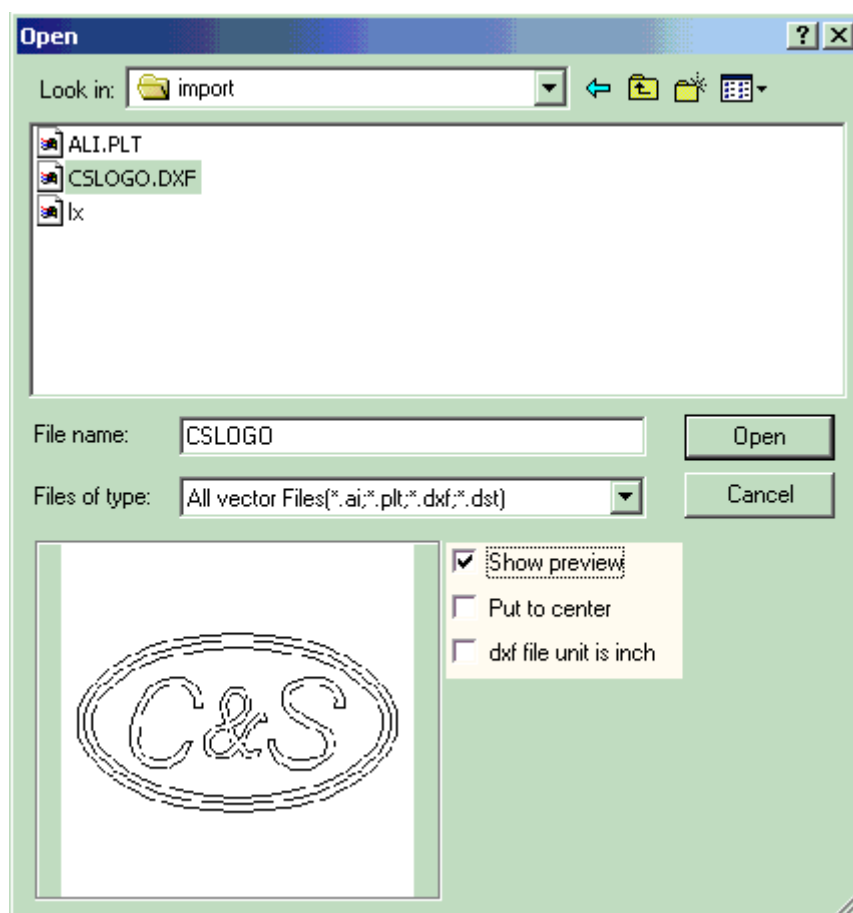 Open
Look in: import
ALI.PLT
CSLOGO.DXF
lx
File name: CSLOGO Open
Files of type: All vector Files(*.ai;*.plt;*.dxf;*.dst) Cancel
Show preview
Put to center
dxf file unit is inch
C&S